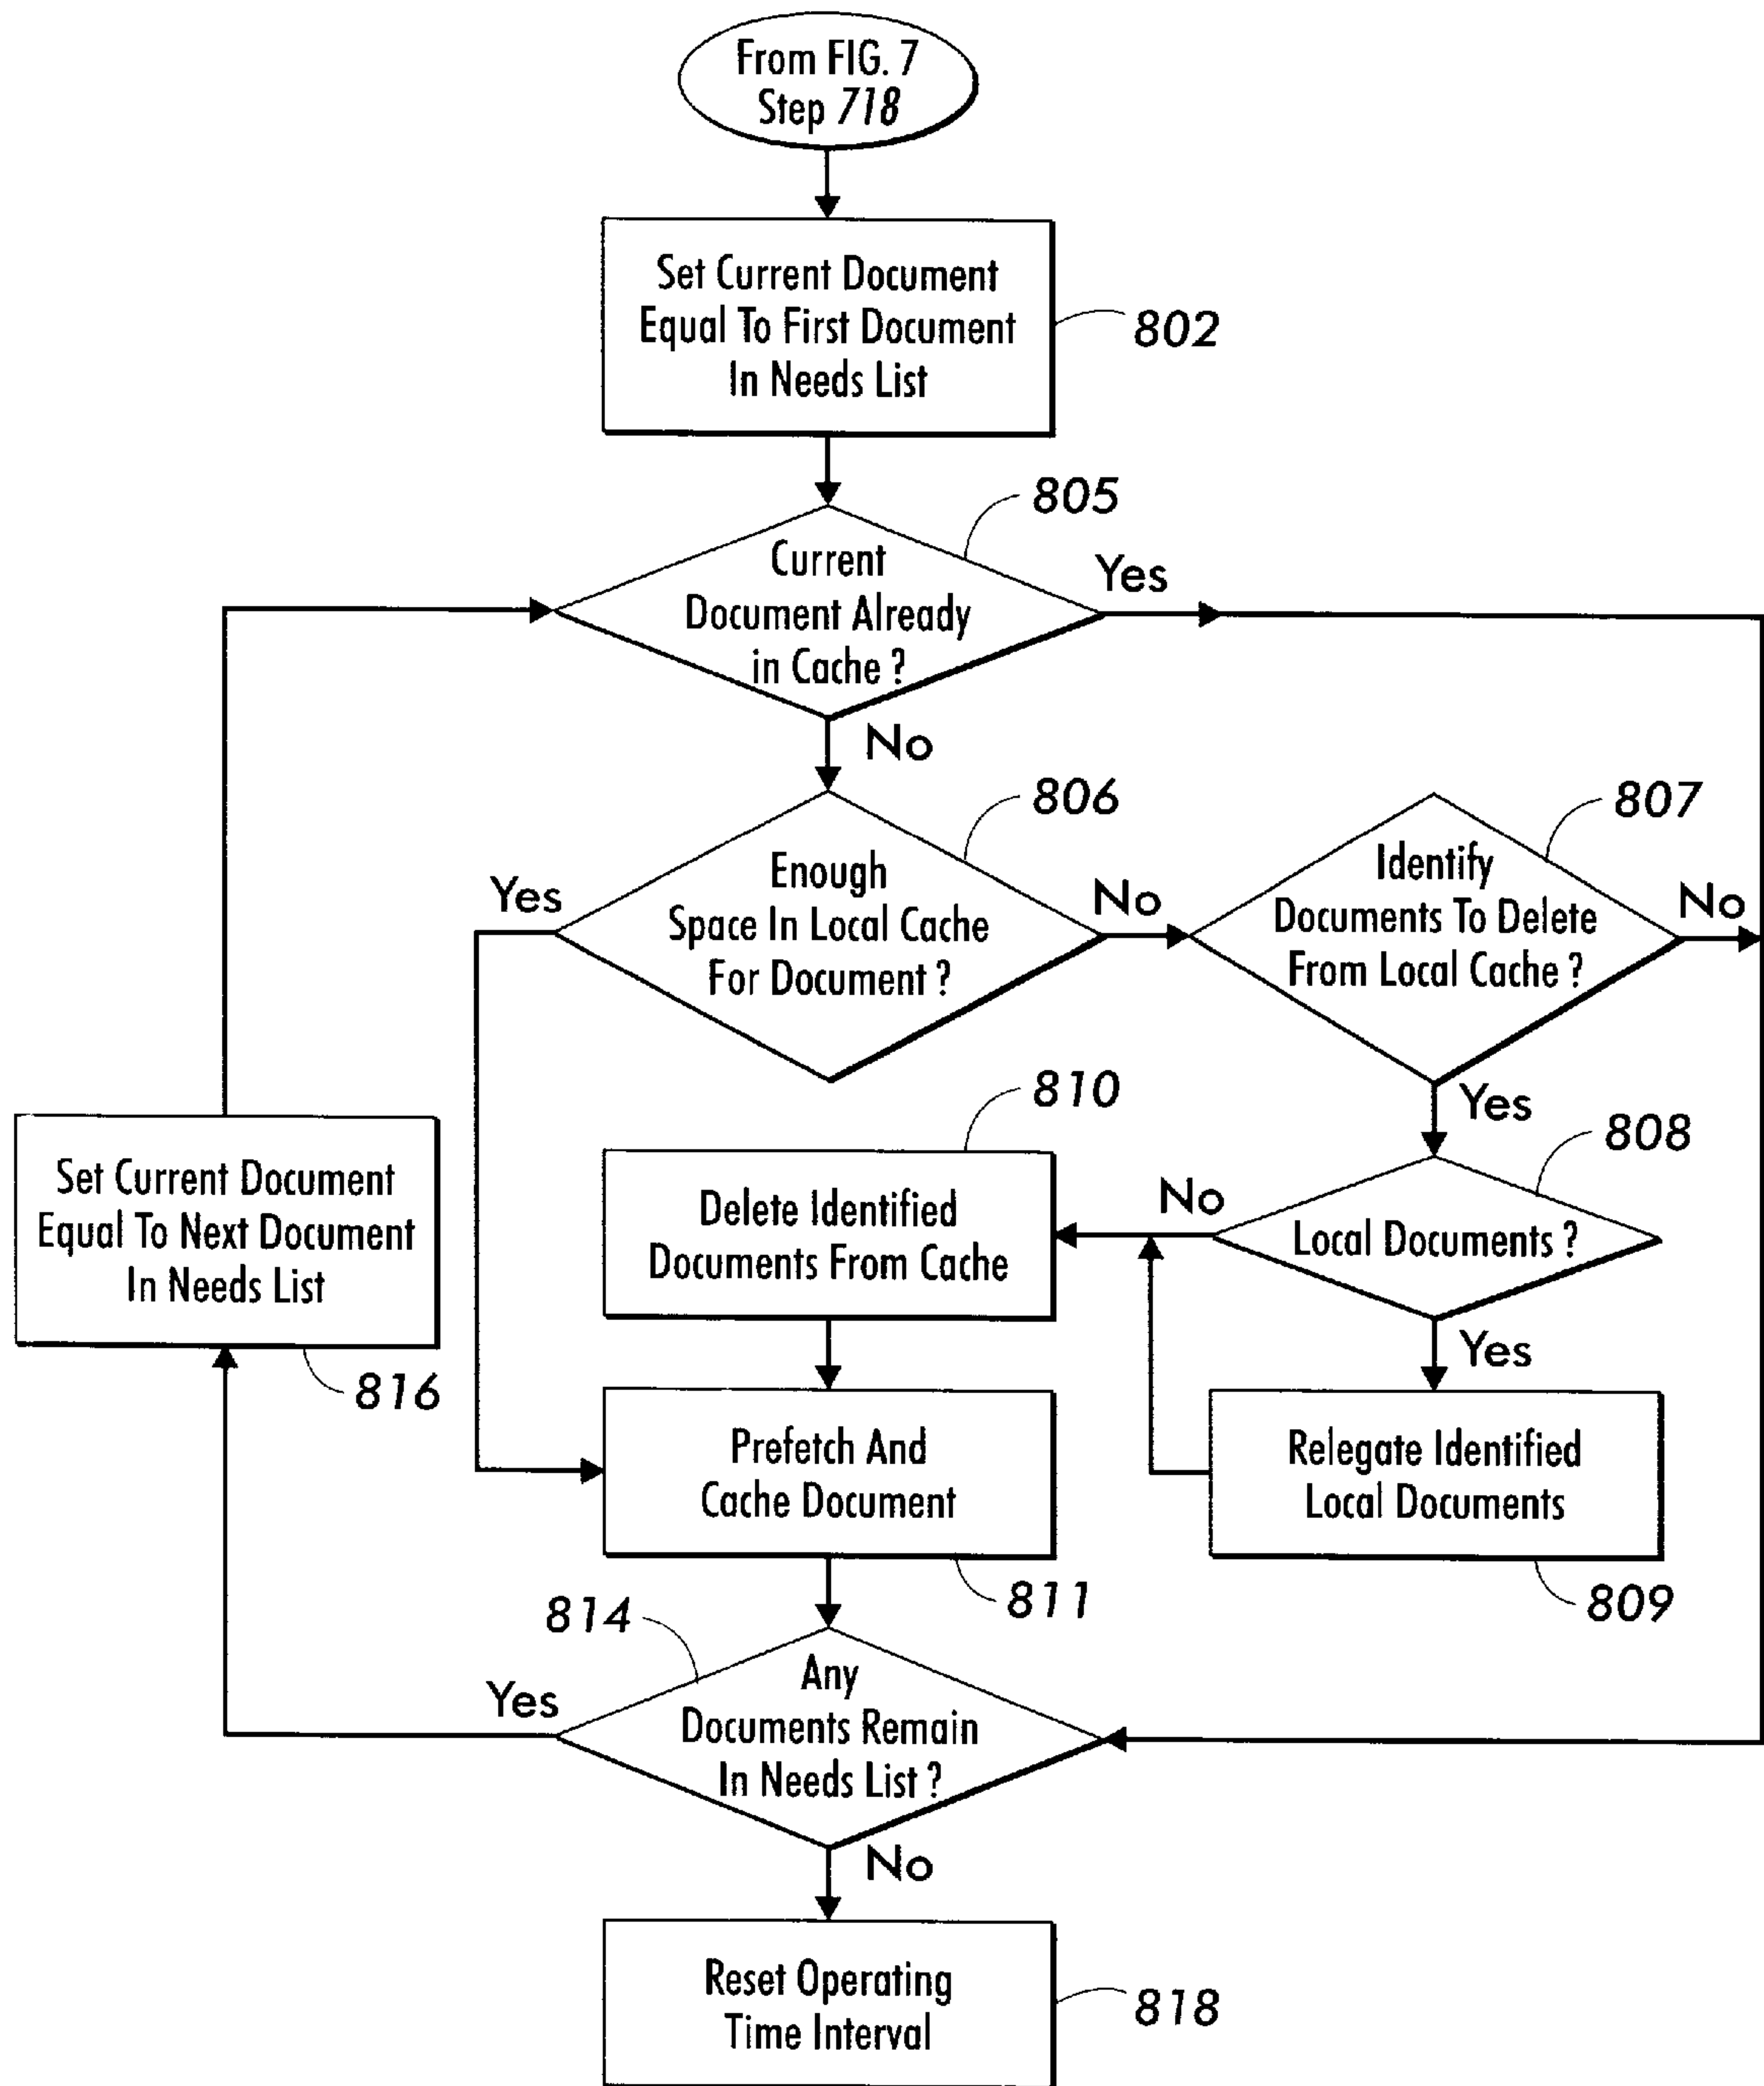 From FIG. 7
Step 718
Set Current Document
Equal To First Document
In Needs List
802
805
Current
Document Already
in Cache ?
Yes
No
806
Enough
Space In Local Cache
For Document ?
Yes
No
807
Identify
Documents To Delete
From Local Cache ?
No
Yes
808
Local Documents ?
No
Yes
810
Delete Identified
Documents From Cache
Set Current Document
Equal To Next Document
In Needs List
816
Prefetch And
Cache Document
811
Relegate Identified
Local Documents
809
814
Any
Documents Remain
In Needs List ?
Yes
No
Reset Operating
Time Interval
818